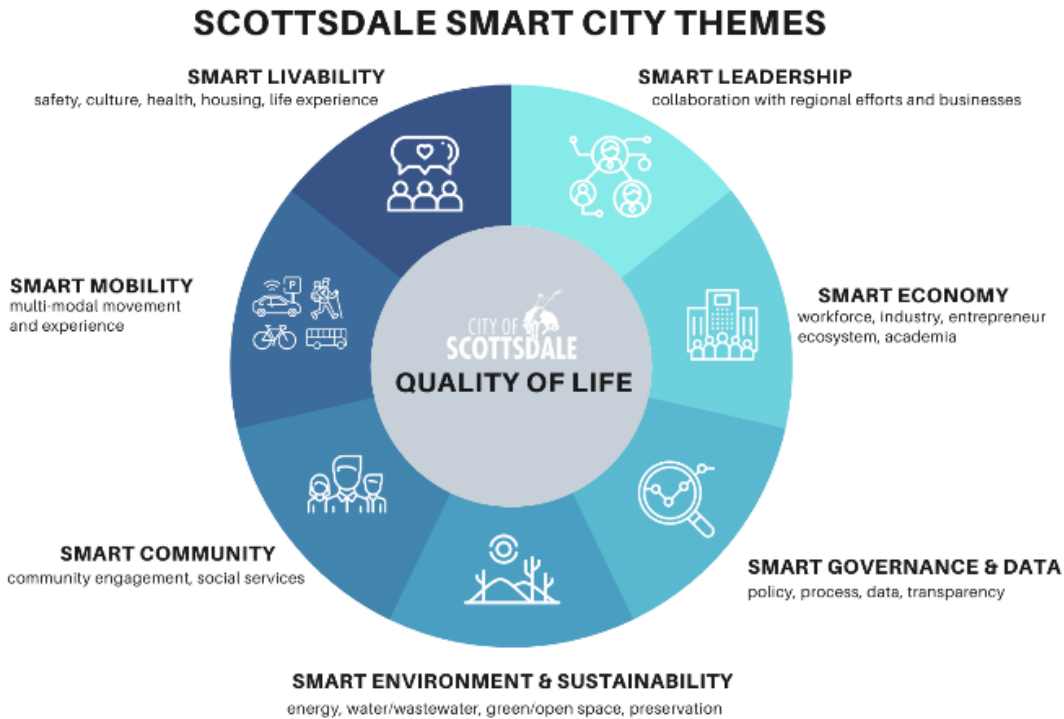 SCOTTSDALE SMART CITY THEMES
SMART LIVABILITY
safety, culture, health, housing, life experience
SMART LEADERSHIP
collaboration with regional efforts and businesses
SMART MOBILITY
multi-modal movement
and experience
P
SMART ECONOMY
workforce, industry, entrepreneur
ecosystem, academia
CITY OF
SCOTTSDALE
QUALITY OF LIFE
SMART COMMUNITY
community engagement, social services
SMART GOVERNANCE & DATA
policy, process, data, transparency
SMART ENVIRONMENT & SUSTAINABILITY
energy, water/wastewater, green/open space, preservation